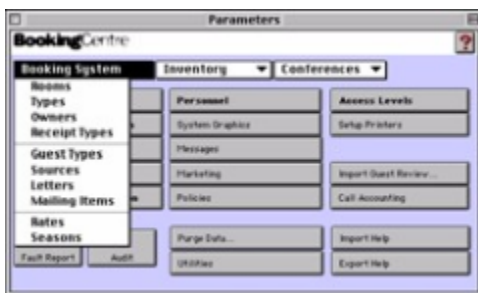 Parameters
BookingCentre
?
Booking System
Inventory
Conferences
Rooms
Types
Owners
Receipt Types
Guest Types
Sources
Letters
Mailing Items
Rates
Seasons
Personnel
Access Levels
System Graphics
Setup Printers
Messages
Marketing
Import Guest Review...
Policies
Call Accounting
Purge Data...
Import Help
Fault Report
Audit
Utilities
Export Help